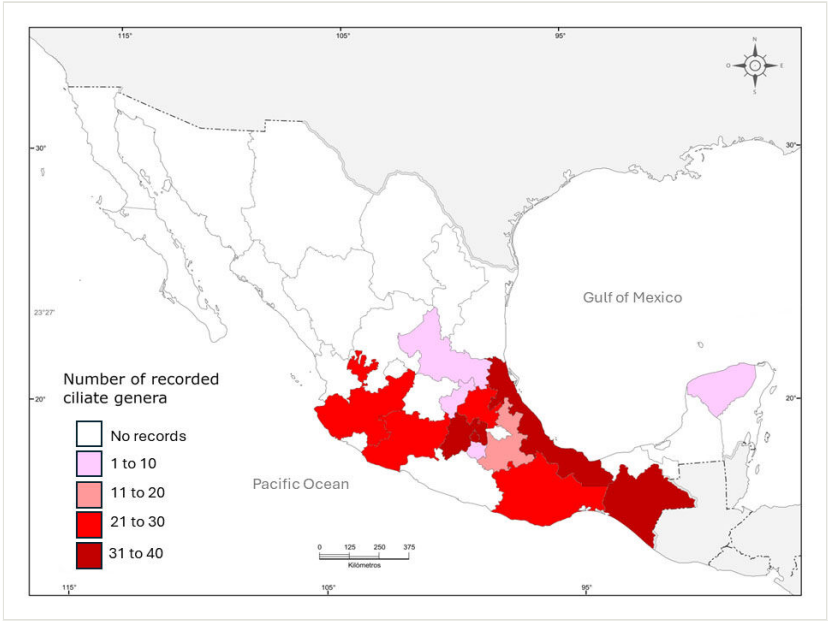 115°
105°
95°
N
O
E
S
30°
30°
Gulf of Mexico
23°27'
Number of recorded
ciliate genera
20°
20°
No records
1 to 10
11 to 20
21 to 30
31 to 40
Pacific Ocean
0 125 250 375
Kilómetros
115°
105°
95°